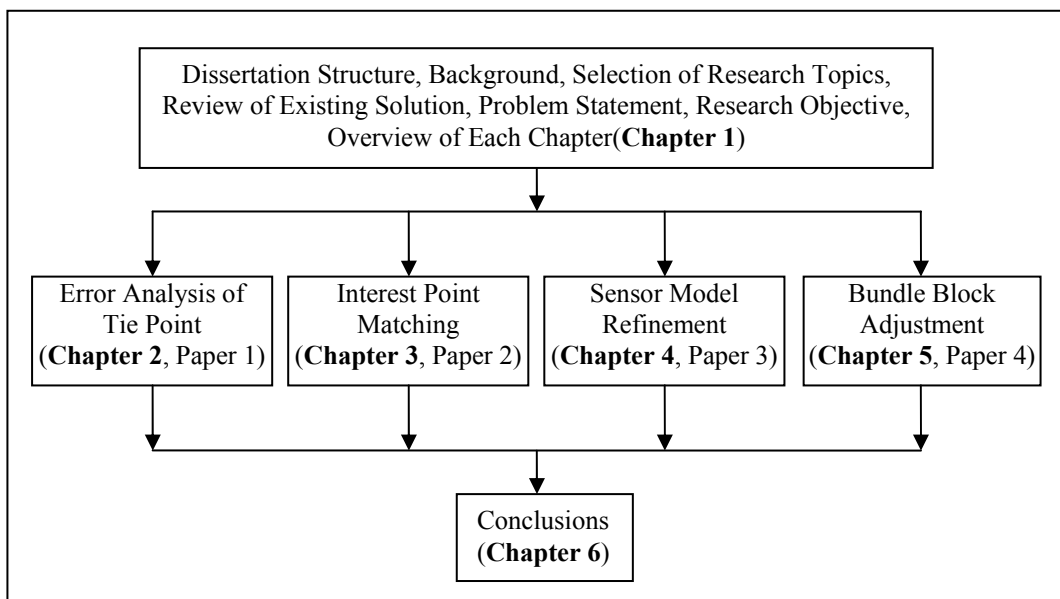 Dissertation Structure, Background, Selection of Research Topics,
Review of Existing Solution, Problem Statement, Research Objective,
Overview of Each Chapter(Chapter 1)
Error Analysis of
Tie Point
(Chapter 2, Paper 1)
Interest Point
Matching
(Chapter 3, Paper 2)
Sensor Model
Refinement
(Chapter 4, Paper 3)
Bundle Block
Adjustment
(Chapter 5, Paper 4)
Conclusions
(Chapter 6)